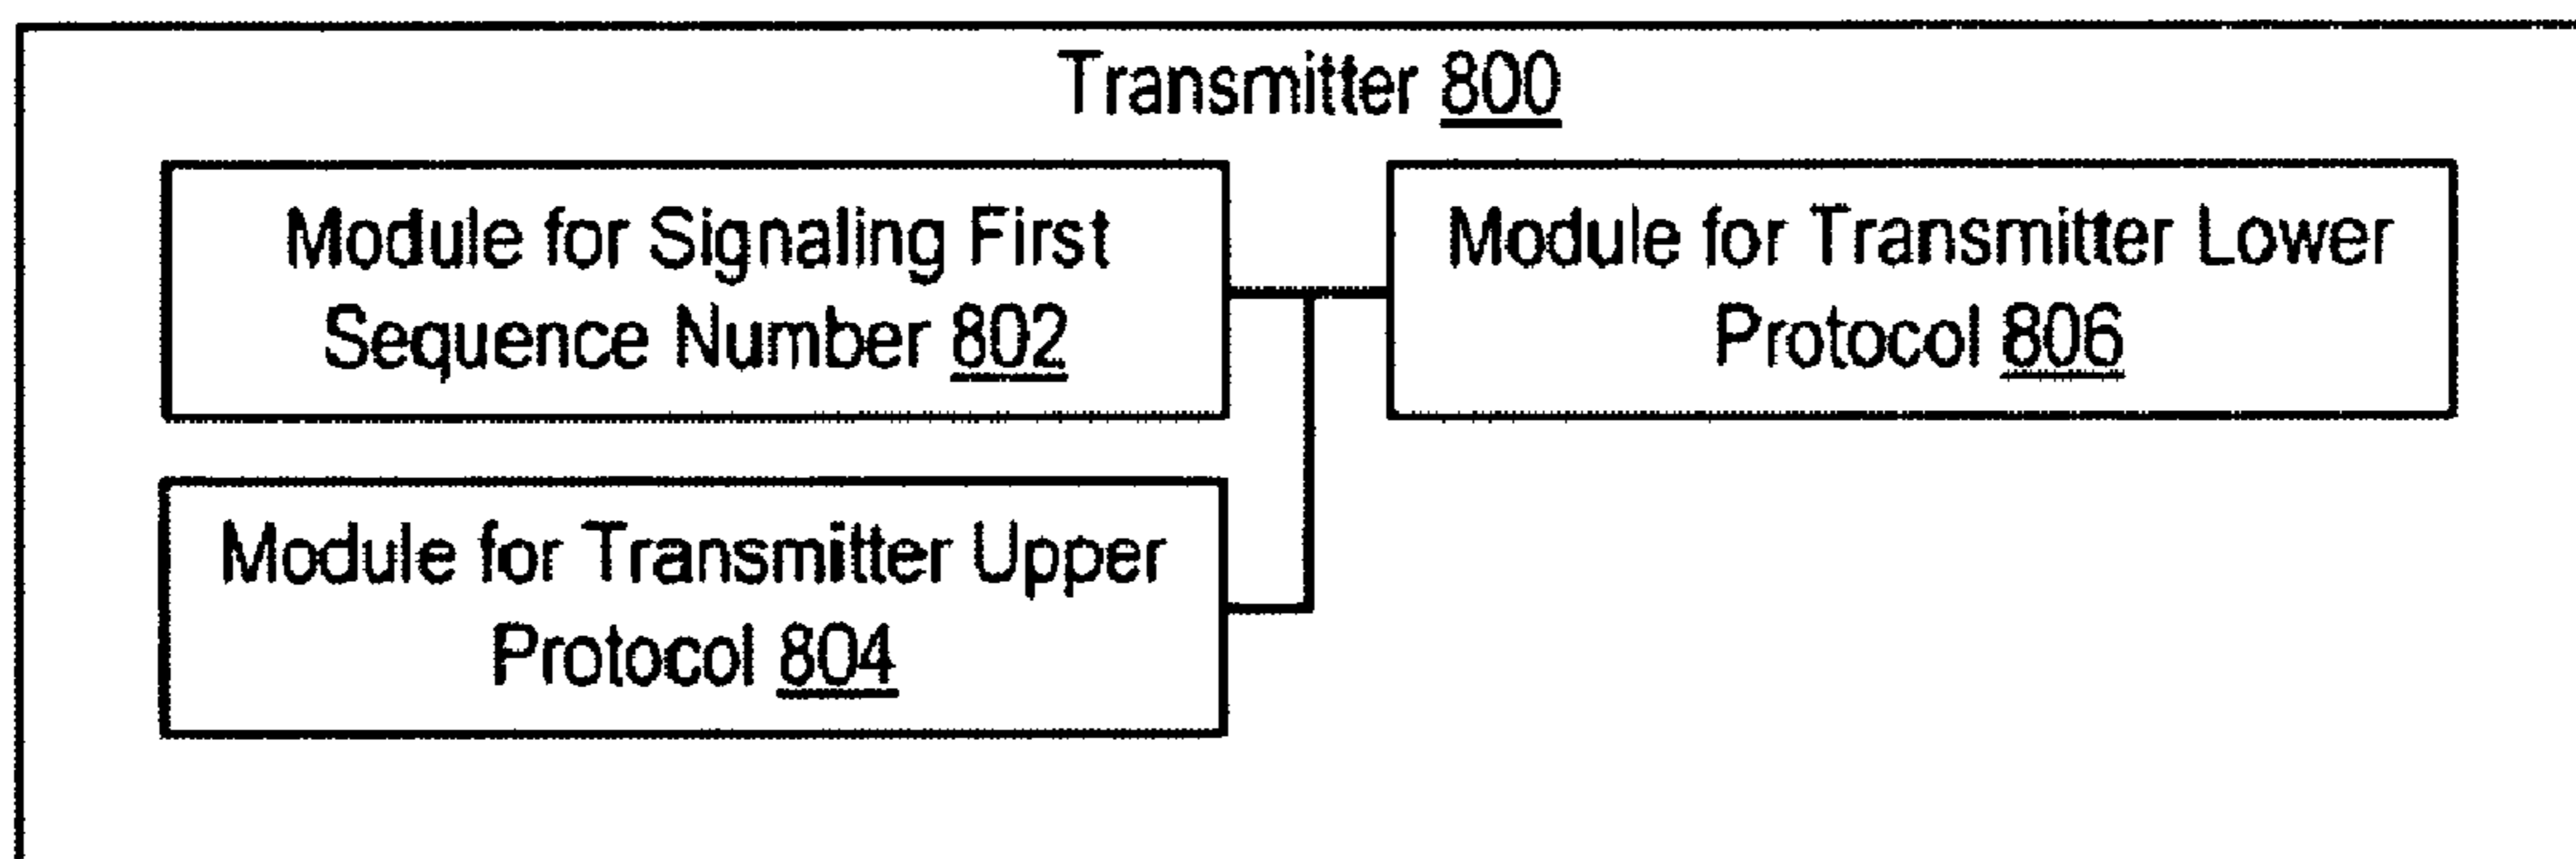 Transmitter 800
Module for Signaling First
Sequence Number 802
Module for Transmitter Lower
Protocol 806
Module for Transmitter Upper
Protocol 804